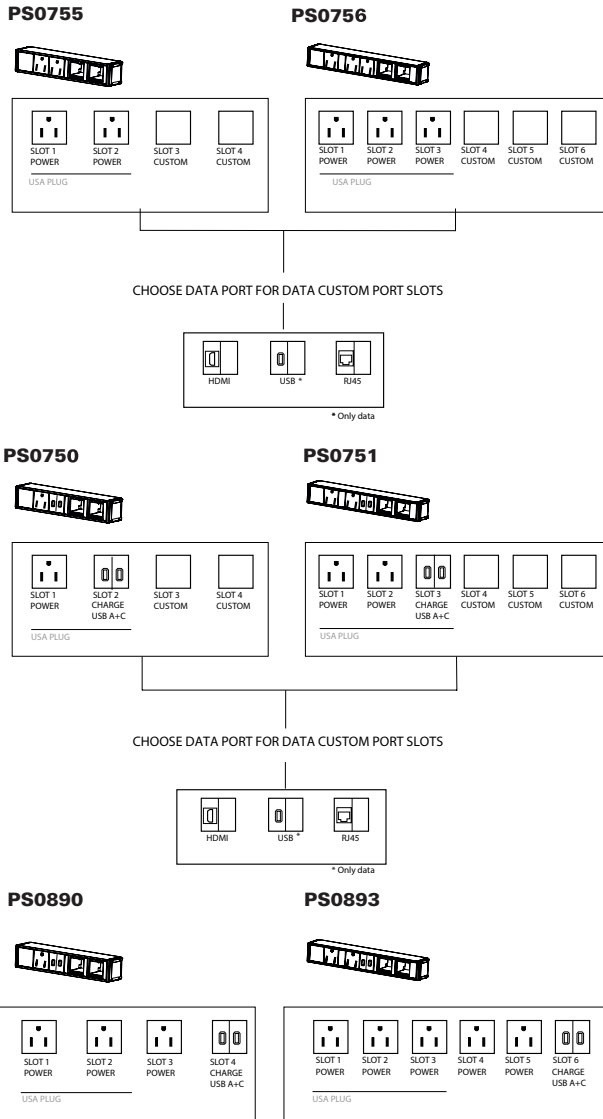 PS0755
PS0756
SLOT 1
POWER
SLOT 2
POWER
SLOT 3
CUSTOM
SLOT 4
CUSTOM
USA PLUG
SLOT 1
POWER
SLOT 2
POWER
SLOT 3
POWER
SLOT 4
CUSTOM
SLOT 5
CUSTOM
SLOT 6
CUSTOM
USA PLUG
CHOOSE DATA PORT FOR DATA CUSTOM PORT SLOTS
HDMI
USB *
RJ45
* Only data
PS0750
PS0751
SLOT 1
POWER
SLOT 2
CHARGE
USB A+C
SLOT 3
CUSTOM
SLOT 4
CUSTOM
USA PLUG
SLOT 1
POWER
SLOT 2
POWER
SLOT 3
CHARGE
USB A+C
SLOT 4
CUSTOM
SLOT 5
CUSTOM
SLOT 6
CUSTOM
USA PLUG
CHOOSE DATA PORT FOR DATA CUSTOM PORT SLOTS
HDMI
USB *
RJ45
* Only data
PS0890
PS0893
SLOT 1
POWER
SLOT 2
POWER
SLOT 3
POWER
SLOT 4
CHARGE
USB A+C
USA PLUG
SLOT 1
POWER
SLOT 2
POWER
SLOT 3
POWER
SLOT 4
POWER
SLOT 5
POWER
SLOT 6
CHARGE
USB A+C
USA PLUG